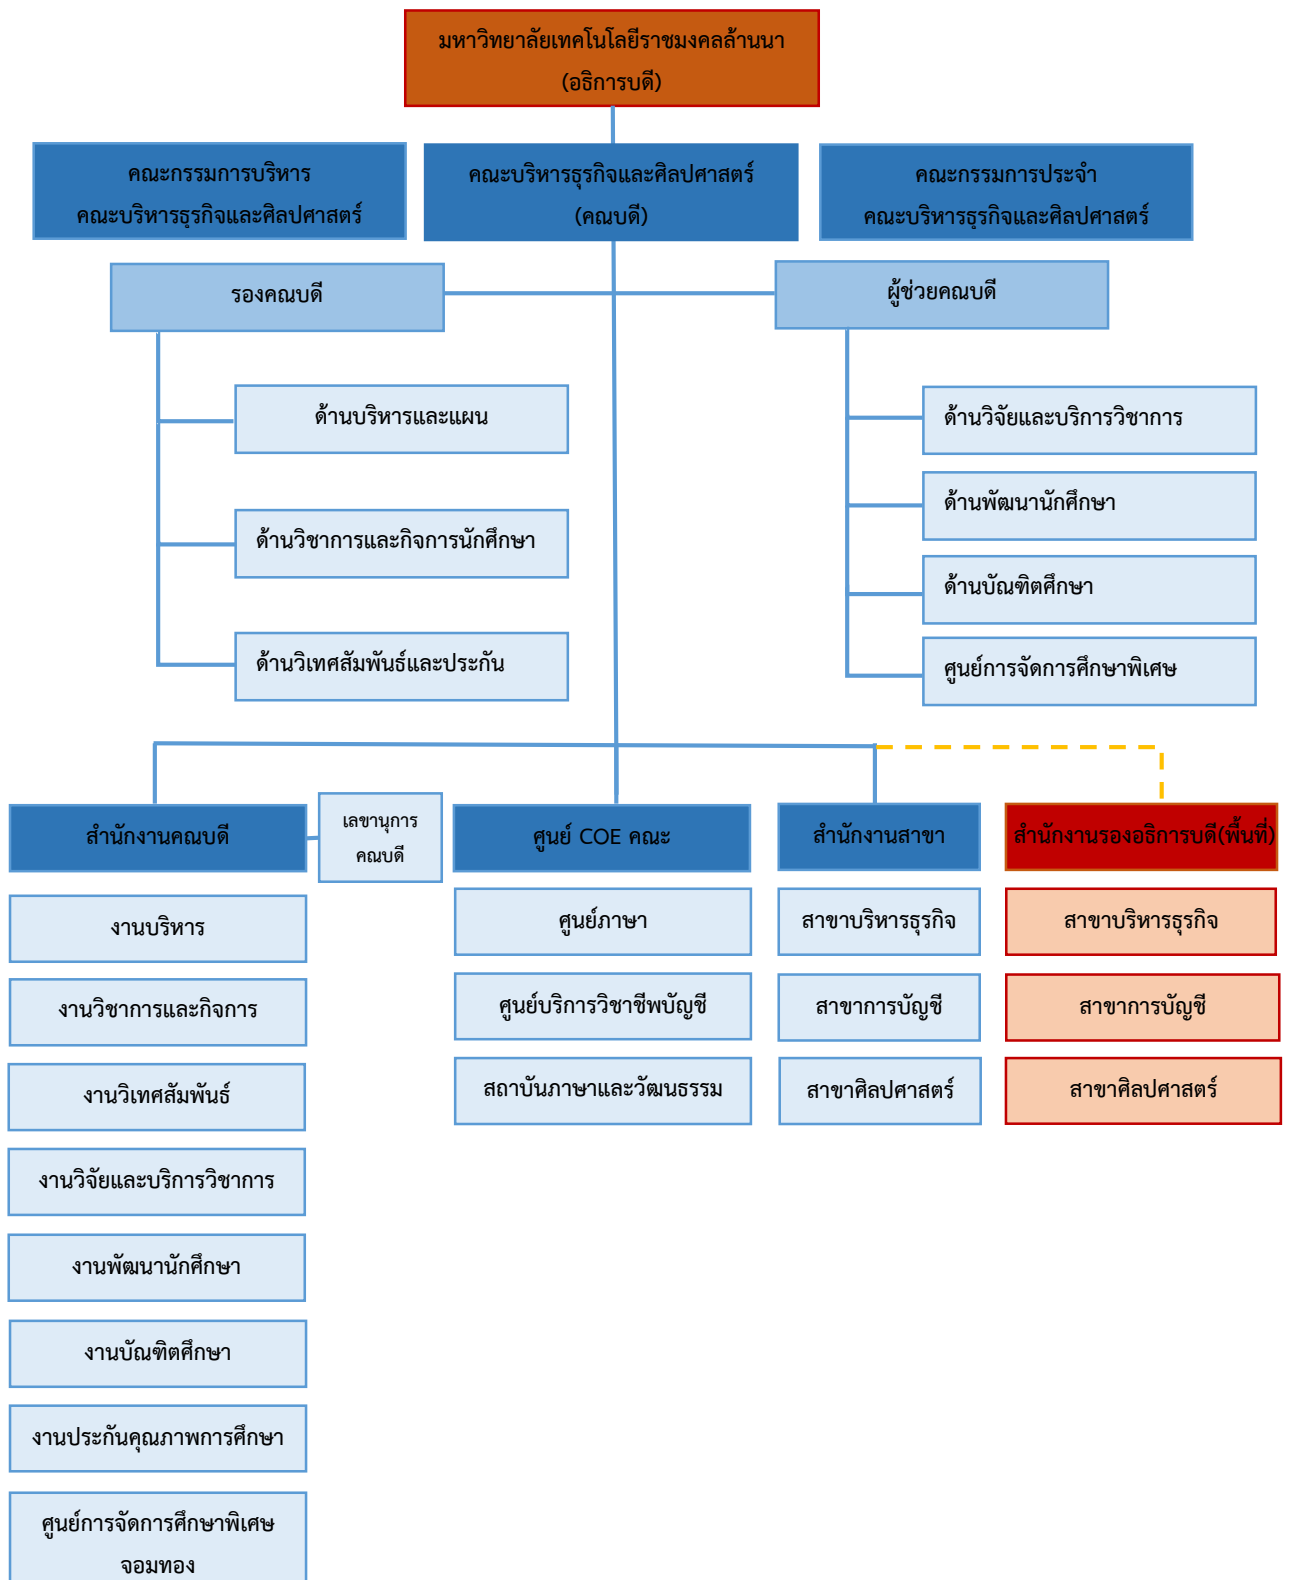 มหาวิทยาลัยเทคโนโลยีราชมงคลล้านนา
(อธิการบดี)
คณะกรรมการบริหาร
คณะบริหารธุรกิจและศิลปศาสตร์
คณะบริหารธุรกิจและศิลปศาสตร์
(คณบดี)
คณะกรรมการประจำ
คณะบริหารธุรกิจและศิลปศาสตร์
รองคณบดี
ผู้ช่วยคณบดี
ด้านบริหารและแผน
ด้านวิชาการและกิจการนักศึกษา
ด้านวิเทศสัมพันธ์และประกัน
ด้านวิจัยและบริการวิชาการ
ด้านพัฒนานักศึกษา
ด้านบัณฑิตศึกษา
ศูนย์การจัดการศึกษาพิเศษ
สำนักงานคณบดี
เลขานุการ
คณบดี
ศูนย์ COE คณะ
สำนักงานสาขา
สำนักงานรองอธิการบดี(พื้นที่)
งานบริหาร
งานวิชาการและกิจการ
งานวิเทศสัมพันธ์
งานวิจัยและบริการวิชาการ
งานพัฒนานักศึกษา
งานบัณฑิตศึกษา
งานประกันคุณภาพการศึกษา
ศูนย์การจัดการศึกษาพิเศษ
จอมทอง
ศูนย์ภาษา
ศูนย์บริการวิชาชีพบัญชี
สถาบันภาษาและวัฒนธรรม
สาขาบริหารธุรกิจ
สาขาการบัญชี
สาขาศิลปศาสตร์
สาขาบริหารธุรกิจ
สาขาการบัญชี
สาขาศิลปศาสตร์